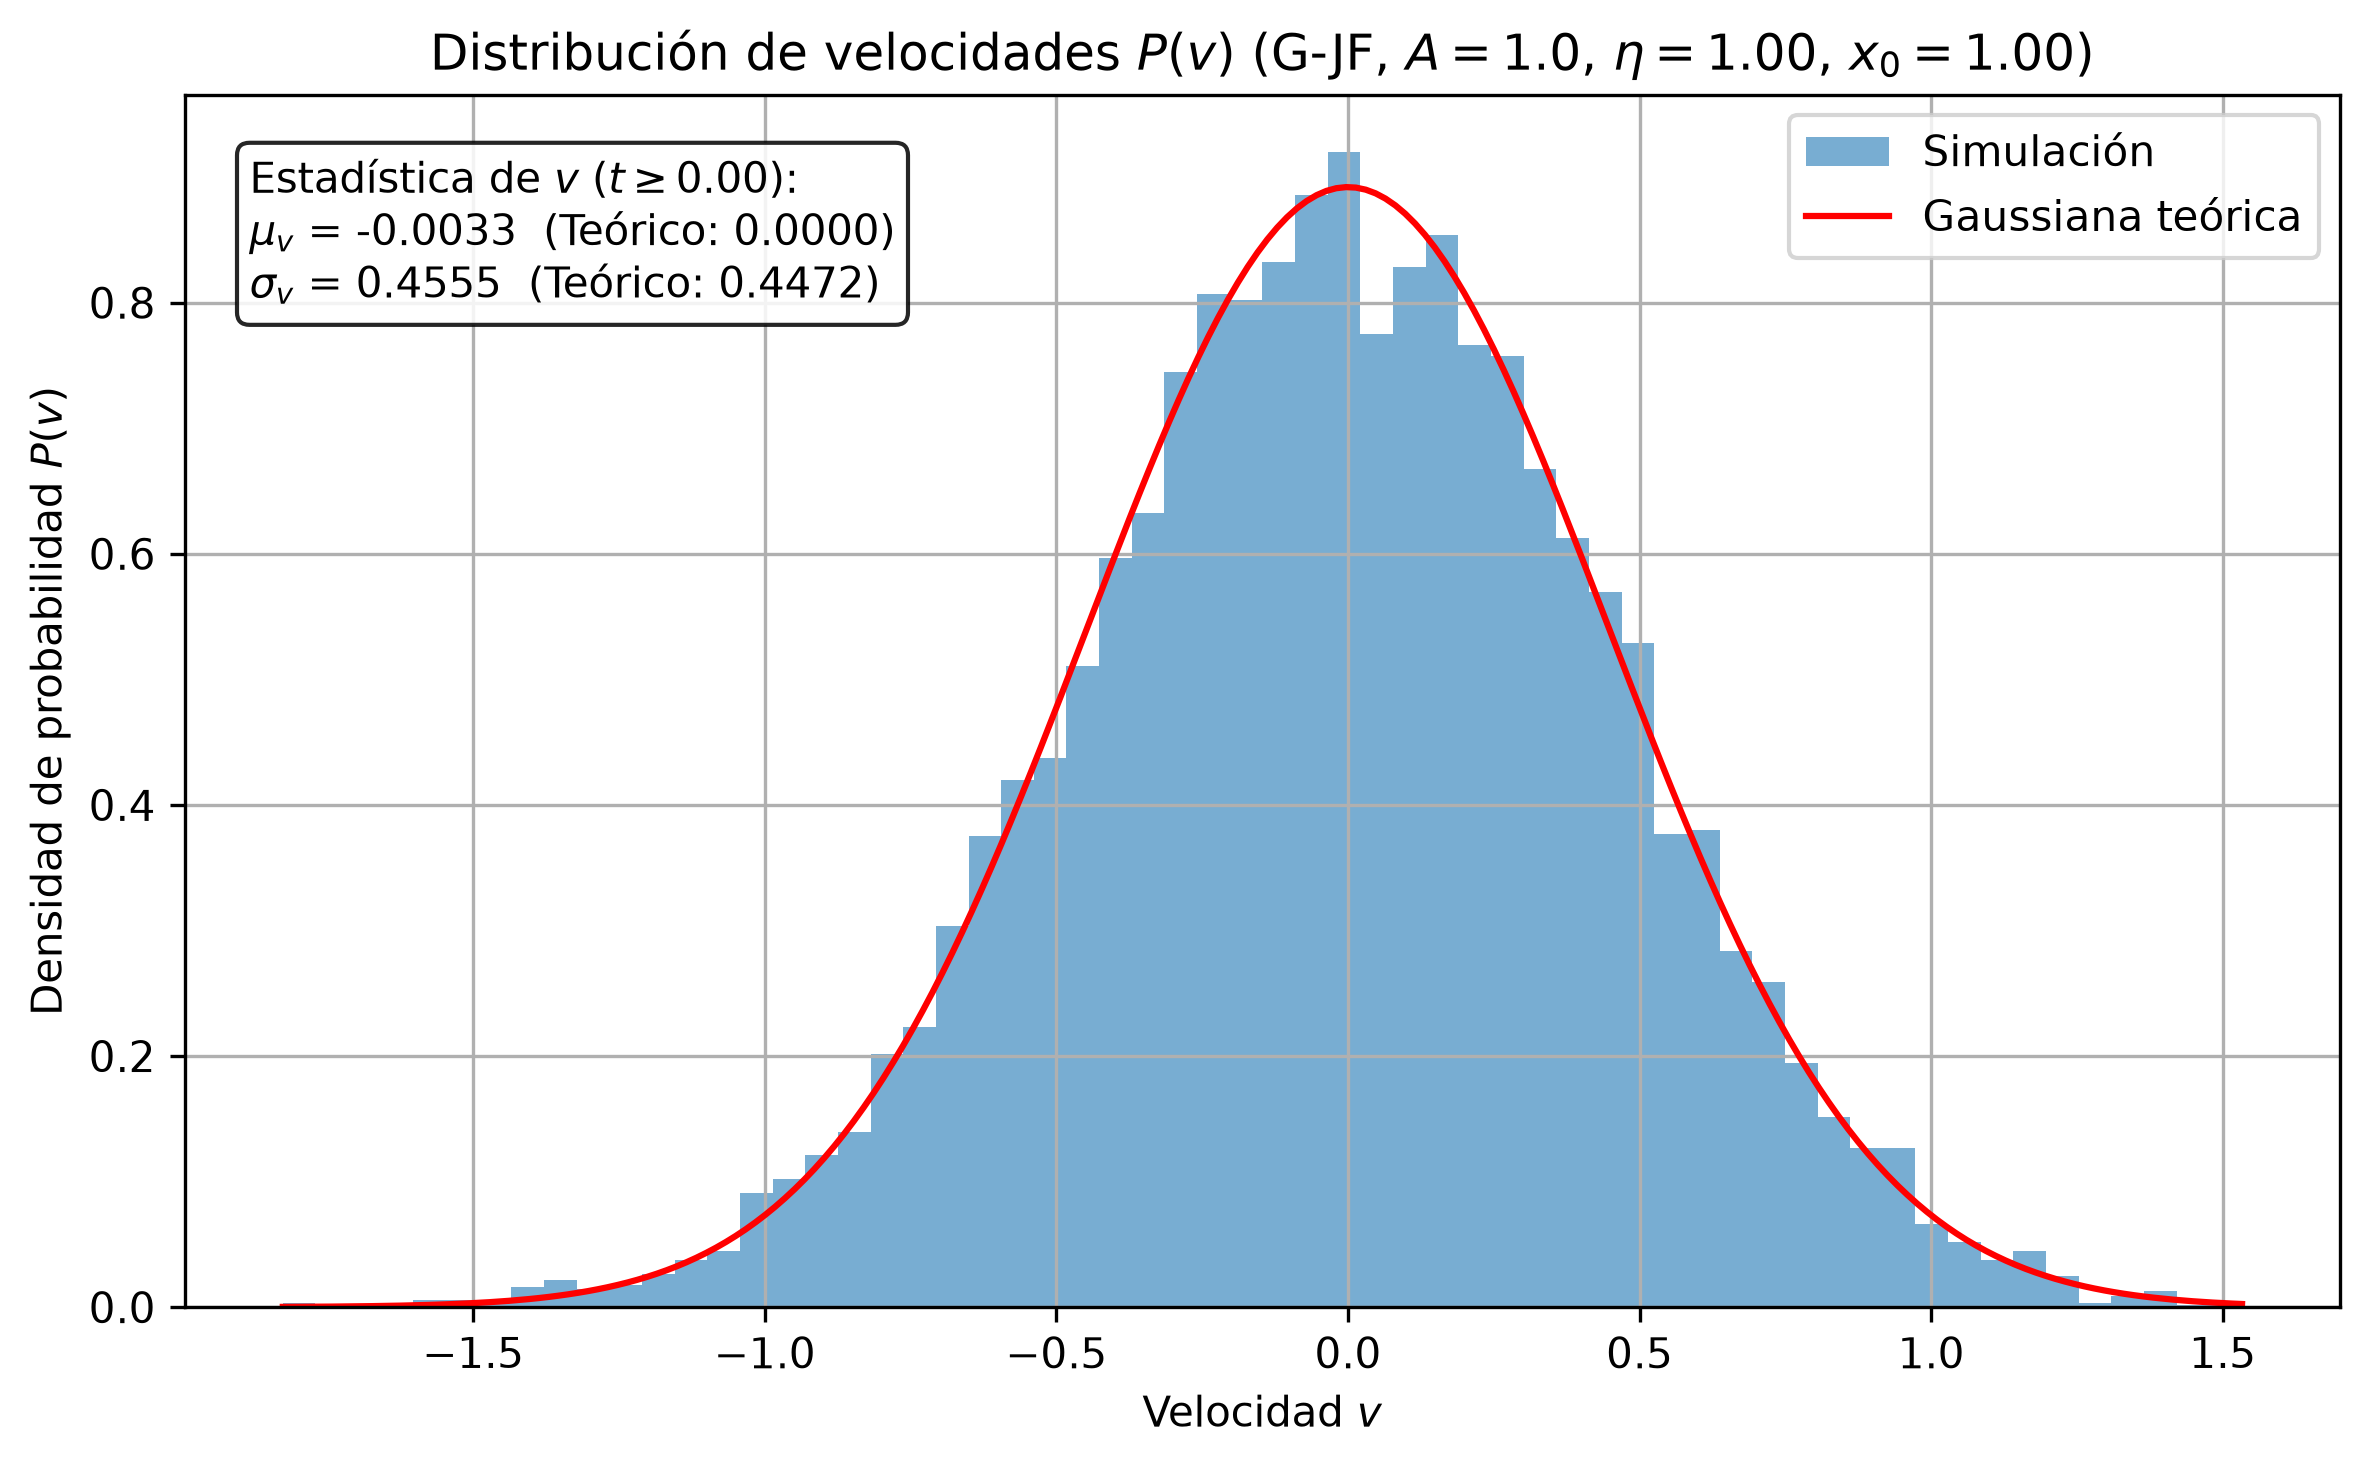 Distribución de velocidades P(v) (G-JF, A = 1.0, η = 1.00, x₀ = 1.00)
Estadística de v (t ≥ 0.00):
μᵥ = -0.0033 (Teórico: 0.0000)
σᵥ = 0.4555 (Teórico: 0.4472)
Simulación
Gaussiana teórica
Densidad de probabilidad P(v)
0.8
0.6
0.4
0.2
0.0
−1.5 −1.0 −0.5 0.0 0.5 1.0 1.5
Velocidad v